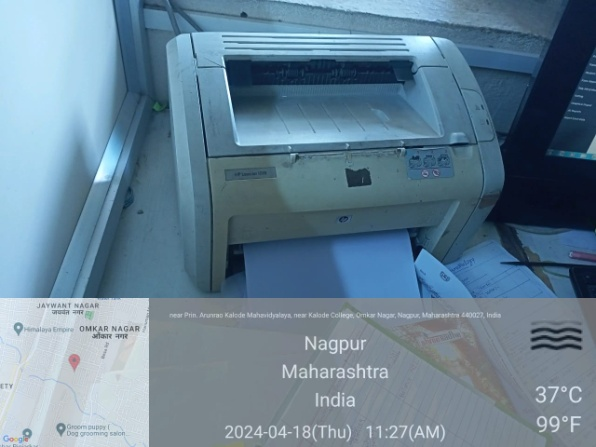 hp
JAYWANT NAGAR
जयवंत नगर
Himalaya Empire
OMKAR NAGAR
ओंकार नगर
ETY
Groom puppy (
Dog grooming salon...
Google
near Prin. Arunrao Kalode Mahavidyalaya, near Kalode College, Omkar Nagar, Nagpur, Maharashtra 440027, India
Nagpur
Maharashtra
India
2024-04-18(Thu) 11:27(AM)
37°C
99°F